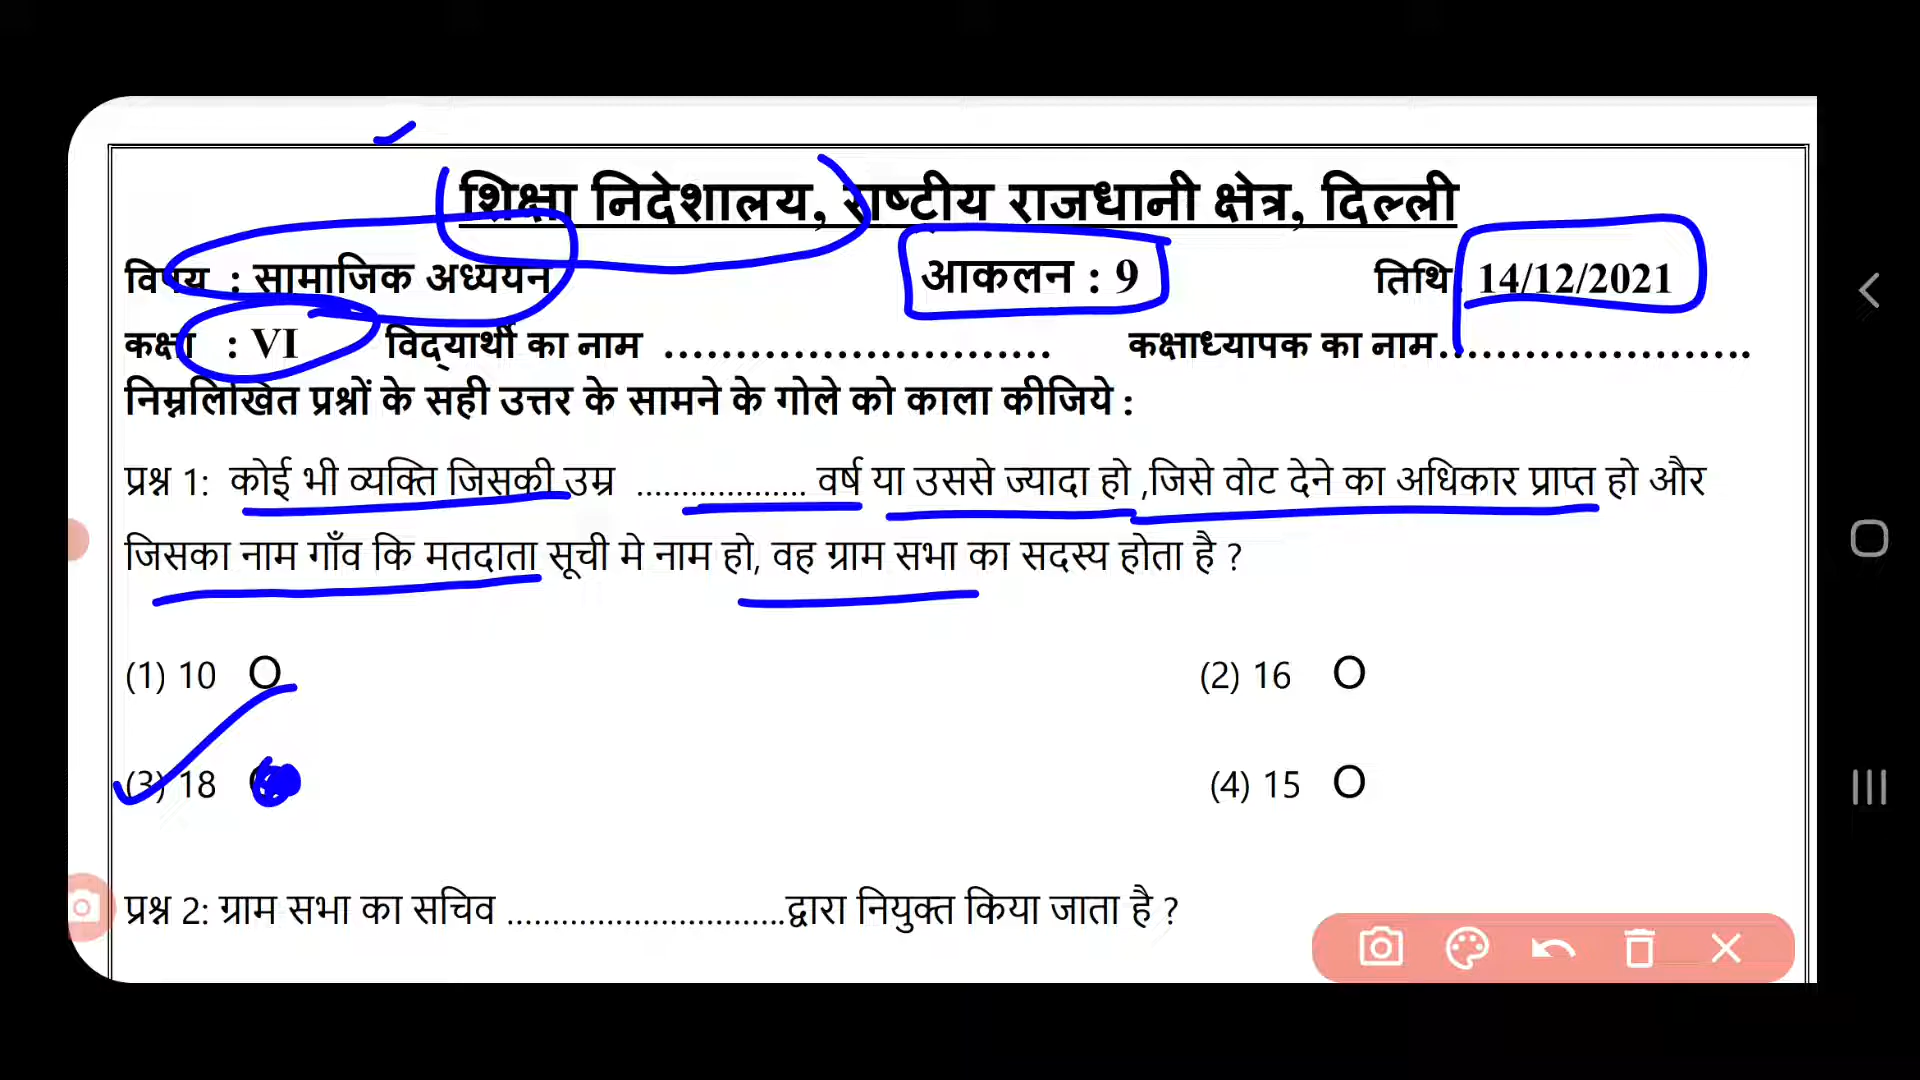 शिक्षा निदेशालय, राष्टीय राजधानी क्षेत्र, दिल्ली
विषय : सामाजिक अध्ययन आकलन : 9 तिथि: 14/12/2021
कक्षा : VI विद्यार्थी का नाम ........................... कक्षाध्यापक का नाम......................
निम्नलिखित प्रश्नों के सही उत्तर के सामने के गोले को काला कीजिये :
प्रश्न 1: कोई भी व्यक्ति जिसकी उम्र ................... वर्ष या उससे ज्यादा हो ,जिसे वोट देने का अधिकार प्राप्त हो और
जिसका नाम गाँव कि मतदाता सूची मे नाम हो, वह ग्राम सभा का सदस्य होता है ?
(1) 10 O (2) 16 O
(3) 18 O (4) 15 O
प्रश्न 2: ग्राम सभा का सचिव ..............................द्वारा नियुक्त किया जाता है ?